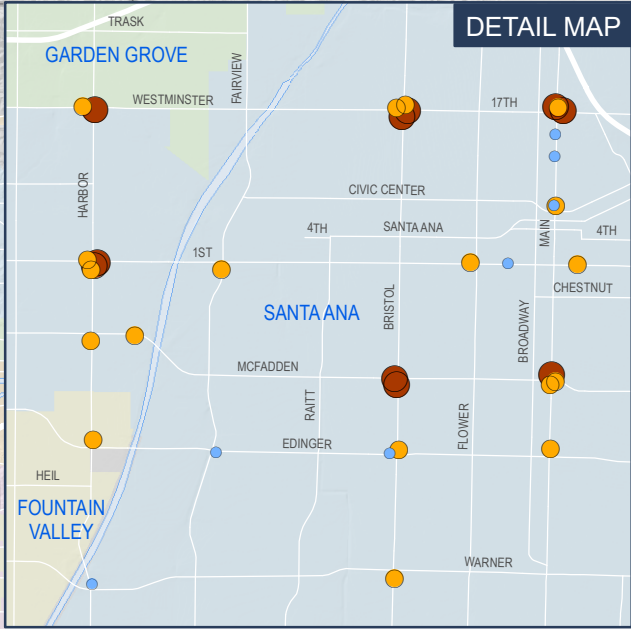 DETAIL MAP
TRASK
GARDEN GROVE
FAIRVIEW
WESTMINSTER
17TH
HARBOR
CIVIC CENTER
4TH
SANTA ANA
MAIN
4TH
1ST
CHESTNUT
SANTA ANA
BRISTOL
BROADWAY
MCFADDEN
RAITT
FLOWER
EDINGER
HEIL
FOUNTAIN
VALLEY
WARNER